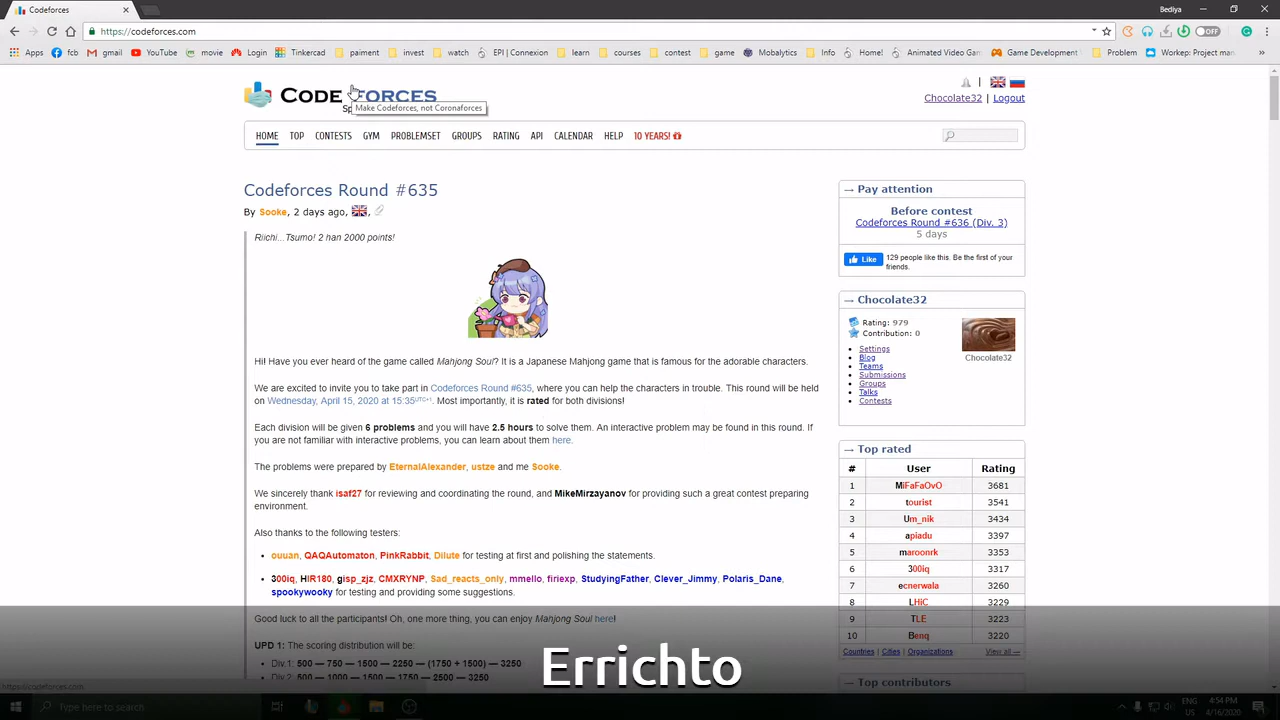 Codeforces
Bediya
https://codeforces.com
OFF
Apps fcb gmail YouTube movie Login Tinkercad paiment invest watch EPI | Connexion learn courses contest game Mobalytics Info Home! Animated Video Gam Game Development Problem Workep: Project man »
CODEFORCES
Sp
Make Codeforces, not Coronaforces
Chocolate32 | Logout
HOME TOP CONTESTS GYM PROBLEMSET GROUPS RATING API CALENDAR HELP 10 YEARS!
Codeforces Round #635
By Sooke, 2 days ago,
Riichi...Tsumo! 2 han 2000 points!
Hi! Have you ever heard of the game called Mahjong Soul? It is a Japanese Mahjong game that is famous for the adorable characters.
We are excited to invite you to take part in Codeforces Round #635, where you can help the characters in trouble. This round will be held
on Wednesday, April 15, 2020 at 15:35UTC+1. Most importantly, it is rated for both divisions!
Each division will be given 6 problems and you will have 2.5 hours to solve them. An interactive problem may be found in this round. If
you are not familiar with interactive problems, you can learn about them here.
The problems were prepared by EternalAlexander, ustze and me Sooke.
We sincerely thank isaf27 for reviewing and coordinating the round, and MikeMirzayanov for providing such a great contest preparing
environment.
Also thanks to the following testers:
• ouuan, QAQAutomaton, PinkRabbit, Dilute for testing at first and polishing the statements.
• 300iq, HIR180, gisp_zjz, CMXRYNP, Sad_reacts_only, mmello, firiexp, StudyingFather, Clever_Jimmy, Polaris_Dane,
spookywooky for testing and providing some suggestions.
Good luck to all the participants! Oh, one more thing, you can enjoy Mahjong Soul here!
UPD 1: The scoring distribution will be:
• Div.1: 500 — 750 — 1500 — 2250 — (1750 + 1500) — 3250
• Div.2: 500 — 1000 — 1500 — 1750 — 2500 — 3250
→ Pay attention
Before contest
Codeforces Round #636 (Div. 3)
5 days
Like 129 people like this. Be the first of your
friends.
→ Chocolate32
Rating: 979
Contribution: 0
• Settings
• Blog
• Teams
• Submissions
• Groups
• Talks
• Contests
Chocolate32
→ Top rated
# User Rating
1 MiFaFaOvO 3681
2 tourist 3541
3 Um_nik 3434
4 apiadu 3397
5 maroonrk 3353
6 300iq 3317
7 ecnerwala 3260
8 LHiC 3229
9 TLE 3223
10 Benq 3220
Countries | Cities | Organizations View all →
→ Top contributors
Errichto
https://codeforces.com
Type here to search
ENG
US
4:54 PM
4/16/2020